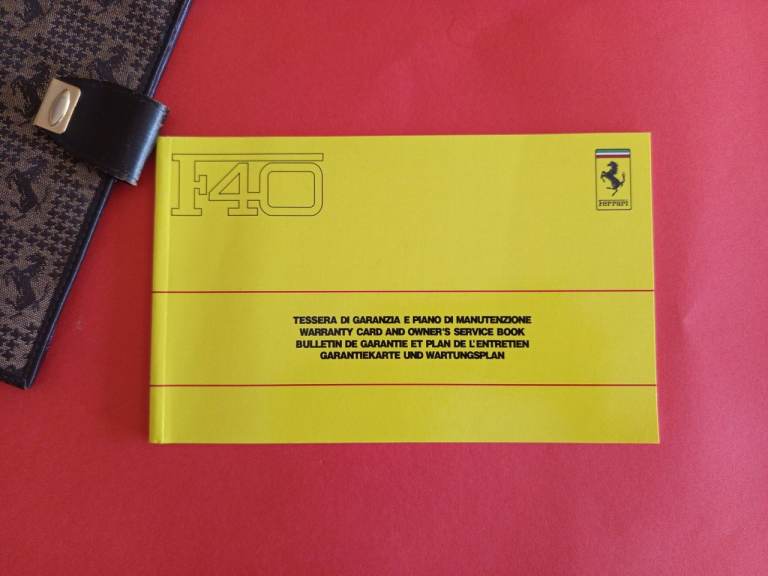 F40
Ferrari
TESSERA DI GARANZIA E PIANO DI MANUTENZIONE
WARRANTY CARD AND OWNER'S SERVICE BOOK
BULLETIN DE GARANTIE ET PLAN DE L'ENTRETIEN
GARANTIEKARTE UND WARTUNGSPLAN